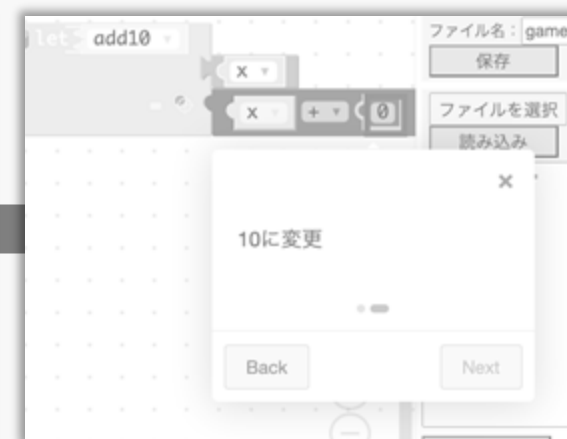 let add10
x
x + 0
ファイル名： game
保存
ファイルを選択
読み込み
×
10に変更
Back
Next